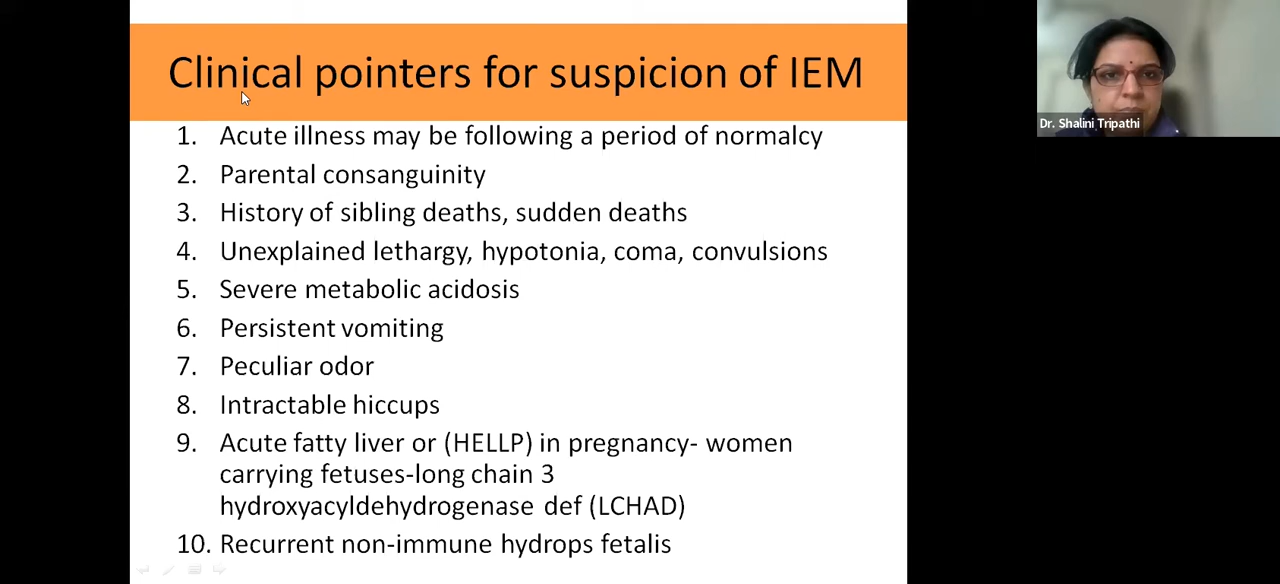 Clinical pointers for suspicion of IEM
1. Acute illness may be following a period of normalcy
2. Parental consanguinity
3. History of sibling deaths, sudden deaths
4. Unexplained lethargy, hypotonia, coma, convulsions
5. Severe metabolic acidosis
6. Persistent vomiting
7. Peculiar odor
8. Intractable hiccups
9. Acute fatty liver or (HELLP) in pregnancy- women
carrying fetuses-long chain 3
hydroxyacyldehydrogenase def (LCHAD)
10. Recurrent non-immune hydrops fetalis
Dr. Shalini Tripathi